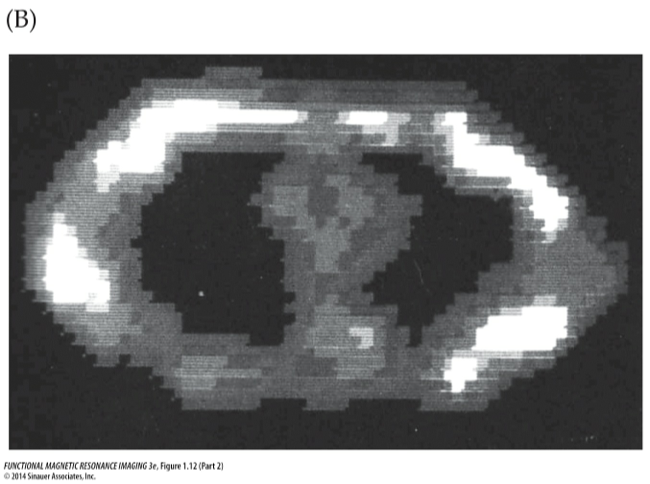 (B)
FUNCTIONAL MAGNETIC RESONANCE IMAGING 3e, Figure 1.12 (Part 2)
© 2014 Sinauer Associates, Inc.